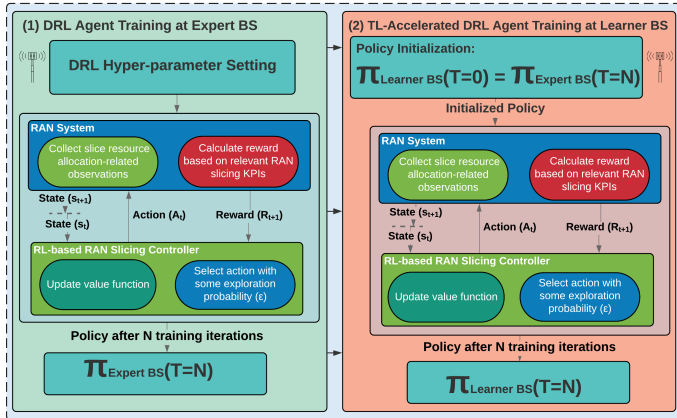 (1) DRL Agent Training at Expert BS
DRL Hyper-parameter Setting
RAN System
Collect slice resource
allocation-related
observations
Calculate reward
based on relevant RAN
slicing KPIs
State (st+1)
State (st)
Action (At)
Reward (Rt+1)
RL-based RAN Slicing Controller
Update value function
Select action with
some exploration
probability (ε)
Policy after N training iterations
πExpert BS(T=N)
(2) TL-Accelerated DRL Agent Training at Learner BS
Policy Initialization:
πLearner BS(T=0) = πExpert BS(T=N)
Initialized Policy
RAN System
Collect slice resource
allocation-related
observations
Calculate reward
based on relevant RAN
slicing KPIs
State (st+1)
State (st)
Action (At)
Reward (Rt+1)
RL-based RAN Slicing Controller
Update value function
Select action with
some exploration
probability (ε)
Policy after N training iterations
πLearner BS(T=N)